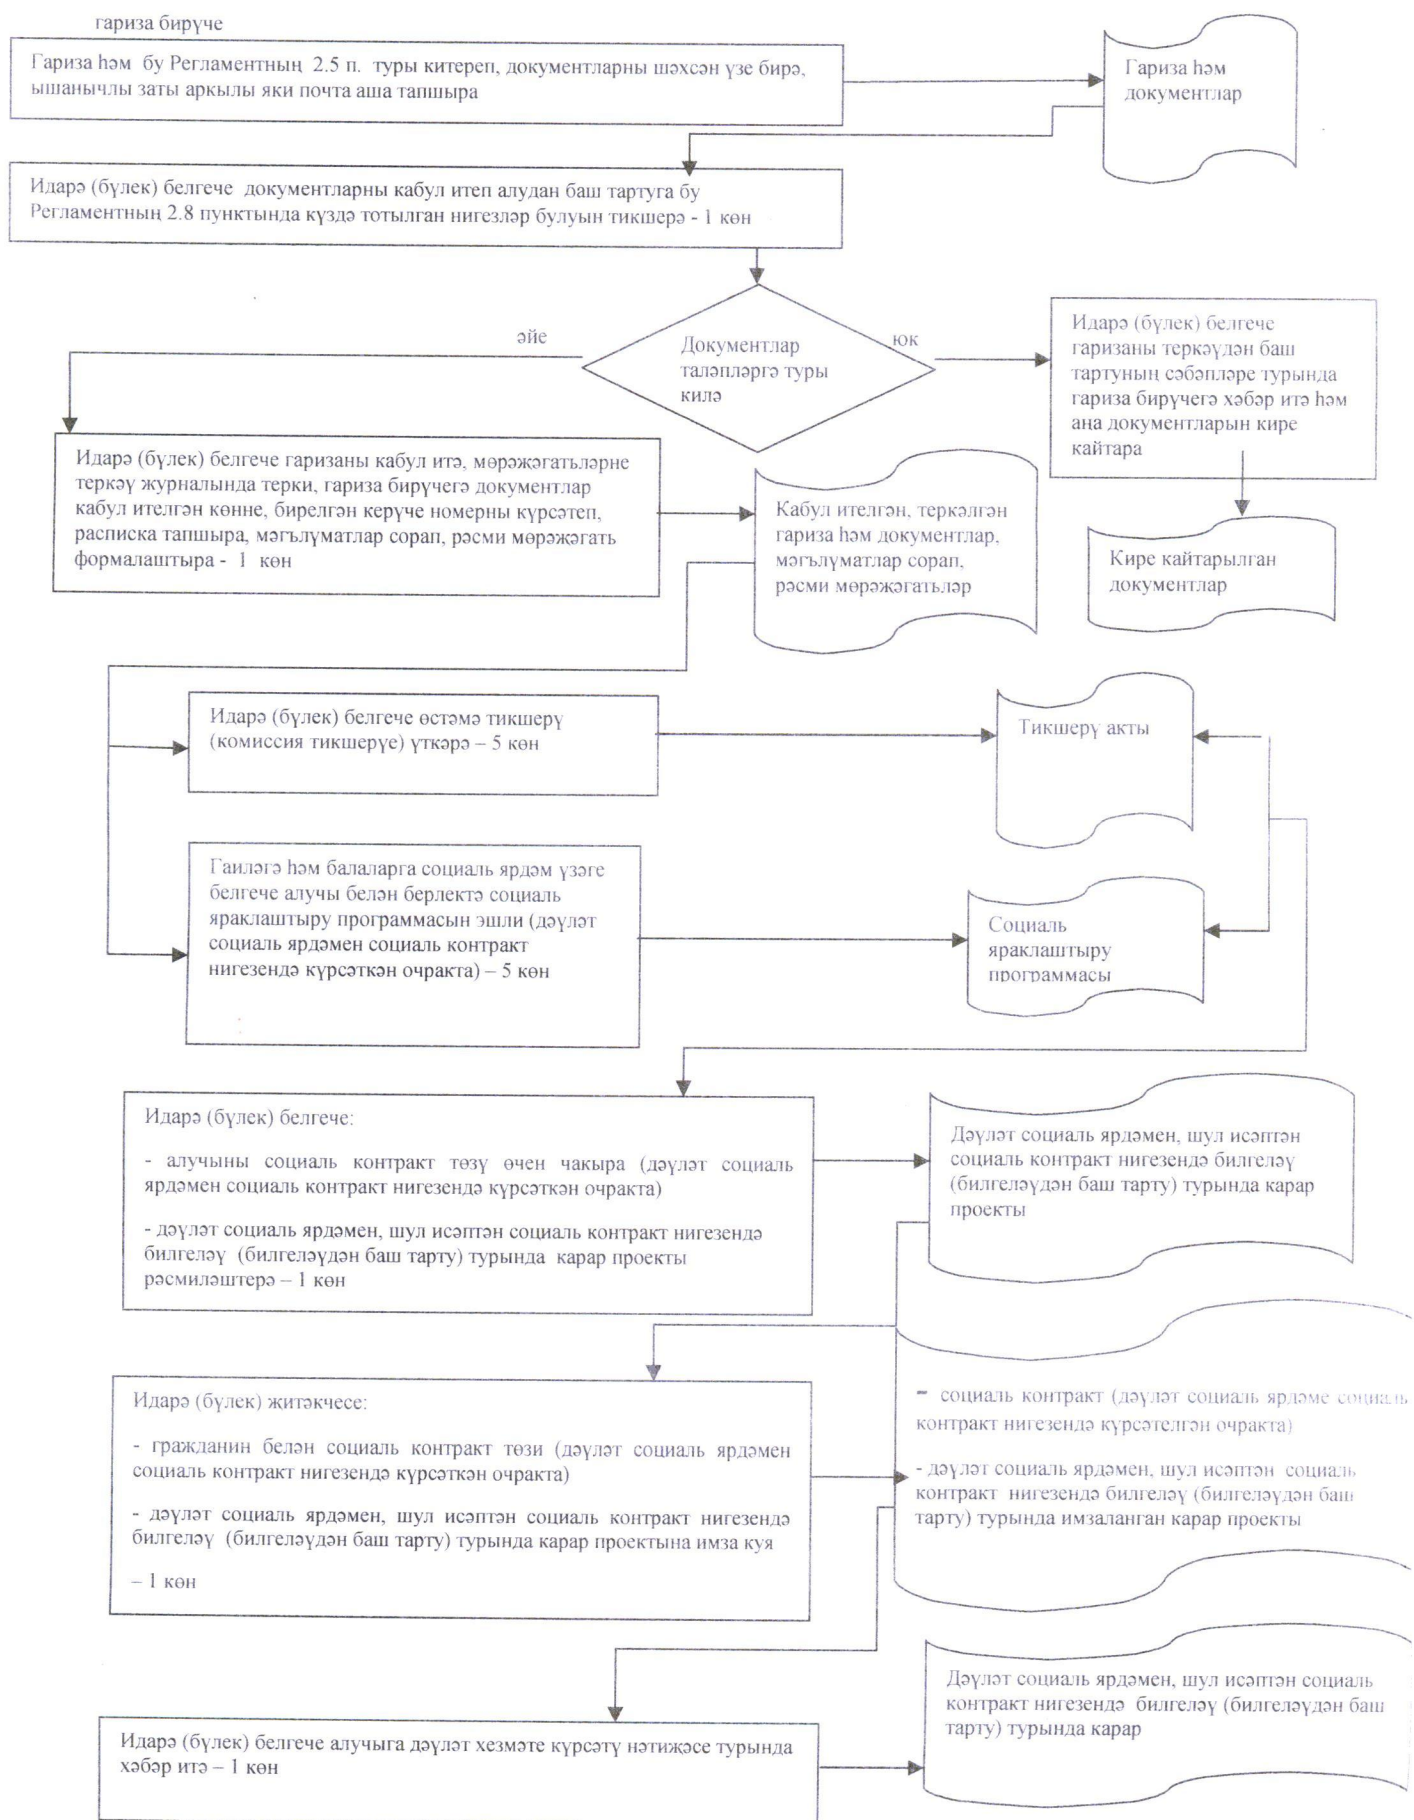 гариза бирүче
Гариза һәм бу Регламентның 2.5 п. туры китереп, документларны шәхсән үзе бирә,
ышанычлы заты аркылы яки почта аша тапшыра
Гариза һәм
документлар
Идарә (бүлек) белгече документларны кабул итеп алудан баш тартуга бу
Регламентның 2.8 пунктында күздә тотылган нигезләр булуын тикшерә - 1 көн
әйе
Документлар
таләпләргә туры
килә
юк
Идарә (бүлек) белгече
гаризаны теркәүдән баш
тартуның сәбәпләре турында
гариза бирүчегә хәбәр итә һәм
аңа документларын кире
кайтара
Идарә (бүлек) белгече гаризаны кабул итә, мөрәҗәгатьләрне
теркәү журналында терки, гариза бирүчегә документлар
кабул ителгән көнне, бирелгән керүче номерны күрсәтеп,
расписка тапшыра, мәгълүматлар сорап, рәсми мөрәҗәгать
формалаштыра - 1 көн
Кабул ителгән, теркәлгән
гариза һәм документлар,
мәгълүматлар сорап,
рәсми мөрәҗәгатьләр
Кире кайтарылган
документлар
Идарә (бүлек) белгече өстәмә тикшерү
(комиссия тикшерүе) үткәрә – 5 көн
Тикшерү акты
Гаиләгә һәм балаларга социаль ярдәм үзәге
белгече алучы белән берлектә социаль
яраклаштыру программасын эшли (дәүләт
социаль ярдәмен социаль контракт
нигезендә күрсәткән очракта) – 5 көн
Социаль
яраклаштыру
программасы
Идарә (бүлек) белгече:
- алучыны социаль контракт төзү өчен чакыра (дәүләт социаль
ярдәмен социаль контракт нигезендә күрсәткән очракта)
- дәүләт социаль ярдәмен, шул исәптән социаль контракт нигезендә
билгеләү (билгеләүдән баш тарту) турында карар проекты
рәсмиләштерә – 1 көн
Дәүләт социаль ярдәмен, шул исәптән
социаль контракт нигезендә билгеләү
(билгеләүдән баш тарту) турында карар
проекты
Идарә (бүлек) җитәкчесе:
- гражданин белән социаль контракт төзи (дәүләт социаль ярдәмен
социаль контракт нигезендә күрсәткән очракта)
- дәүләт социаль ярдәмен, шул исәптән социаль контракт нигезендә
билгеләү (билгеләүдән баш тарту) турында карар проектына имза куя
– 1 көн
- социаль контракт (дәүләт социаль ярдәме социаль
контракт нигезендә күрсәтелгән очракта)
- дәүләт социаль ярдәмен, шул исәптән социаль
контракт нигезендә билгеләү (билгеләүдән баш
тарту) турында имзаланган карар проекты
Дәүләт социаль ярдәмен, шул исәптән социаль
контракт нигезендә билгеләү (билгеләүдән баш
тарту) турында карар
Идарә (бүлек) белгече алучыга дәүләт хезмәте күрсәтү нәтиҗәсе турында
хәбәр итә – 1 көн